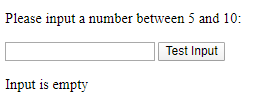 Please input a number between 5 and 10:
Test Input
Input is empty